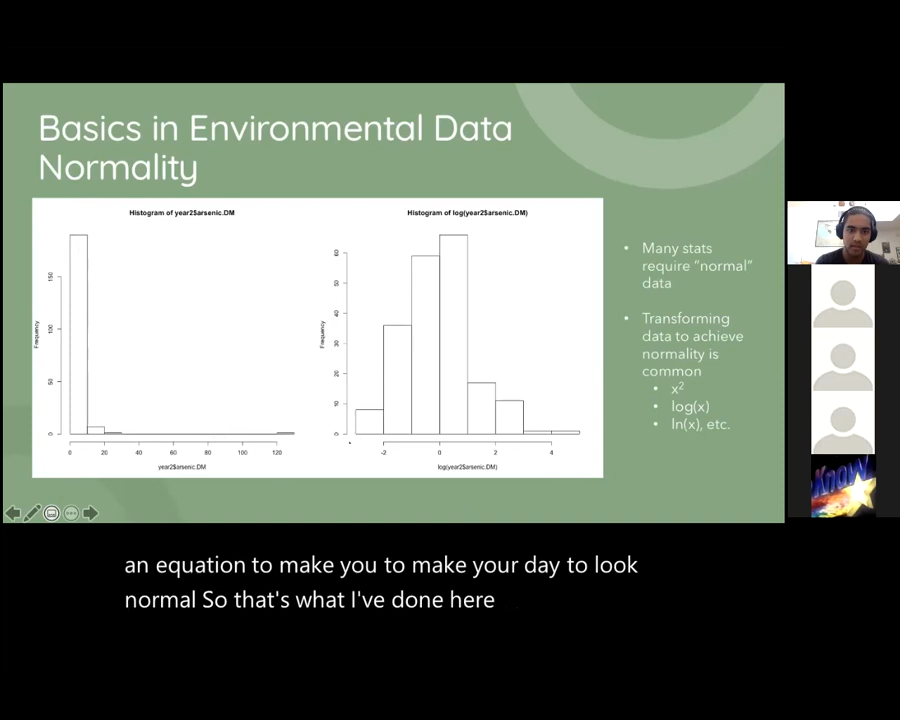 Basics in Environmental Data
Normality
Histogram of year2$arsenic.DM
Frequency
150
100
50
0
0 20 40 60 80 100 120
year2$arsenic.DM
Histogram of log(year2$arsenic.DM)
Frequency
60
50
40
30
20
10
0
-2 0 2 4
log(year2$arsenic.DM)
• Many stats
require “normal”
data
• Transforming
data to achieve
normality is
common
• x²
• log(x)
• ln(x), etc.
Know
an equation to make you to make your day to look
normal So that's what I've done here